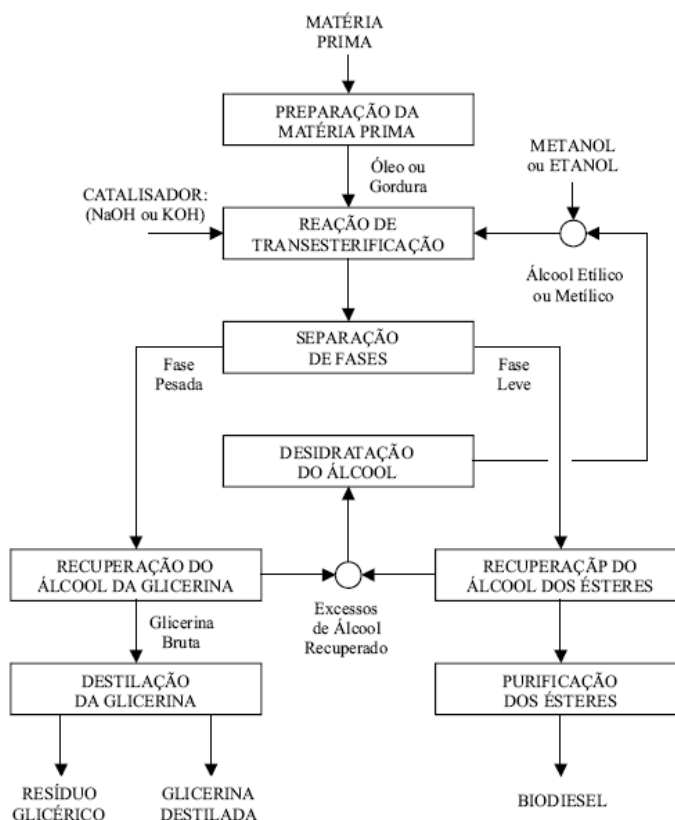 MATÉRIA
PRIMA
PREPARAÇÃO DA
MATÉRIA PRIMA
METANOL
ou ETANOL
Óleo ou
Gordura
CATALISADOR:
(NaOH ou KOH)
REAÇÃO DE
TRANSESTERIFICAÇÃO
Álcool Etílico
ou Metílico
SEPARAÇÃO
DE FASES
Fase
Pesada
Fase
Leve
DESIDRATAÇÃO
DO ÁLCOOL
RECUPERAÇÃO DO
ÁLCOOL DA GLICERINA
RECUPERAÇÃP DO
ÁLCOOL DOS ÉSTERES
Excessos
de Álcool
Recuperado
Glicerina
Bruta
DESTILAÇÃO
DA GLICERINA
PURIFICAÇÃO
DOS ÉSTERES
RESÍDUO
GLICÉRICO
GLICERINA
DESTILADA
BIODIESEL